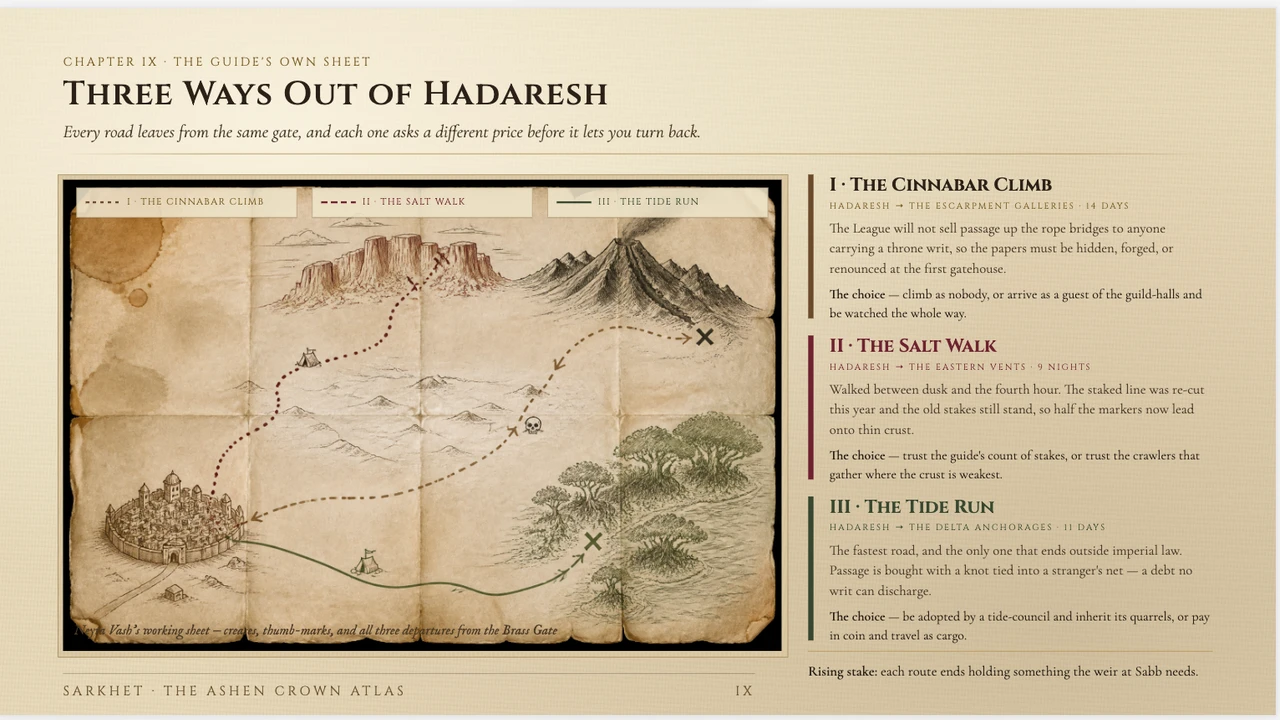 CHAPTER IX · THE GUIDE'S OWN SHEET
THREE WAYS OUT OF HADARESH
Every road leaves from the same gate, and each one asks a different price before it lets you turn back.
I · THE CINNABAR CLIMB
II · THE SALT WALK
III · THE TIDE RUN
Neyra Vash's working sheet — creases, thumb-marks, and all three departures from the Brass Gate
I · THE CINNABAR CLIMB
HADARESH → THE ESCARPMENT GALLERIES · 14 DAYS
The League will not sell passage up the rope bridges to anyone
carrying a throne writ, so the papers must be hidden, forged, or
renounced at the first gatehouse.
The choice — climb as nobody, or arrive as a guest of the guild-halls and
be watched the whole way.
II · THE SALT WALK
HADARESH → THE EASTERN VENTS · 9 NIGHTS
Walked between dusk and the fourth hour. The staked line was re-cut
this year and the old stakes still stand, so half the markers now lead
onto thin crust.
The choice — trust the guide's count of stakes, or trust the crawlers that
gather where the crust is weakest.
III · THE TIDE RUN
HADARESH → THE DELTA ANCHORAGES · 11 DAYS
The fastest road, and the only one that ends outside imperial law.
Passage is bought with a knot tied into a stranger's net — a debt no
writ can discharge.
The choice — be adopted by a tide-council and inherit its quarrels, or pay
in coin and travel as cargo.
Rising stake: each route ends holding something the weir at Sabb needs.
SARKHET · THE ASHEN CROWN ATLAS
IX